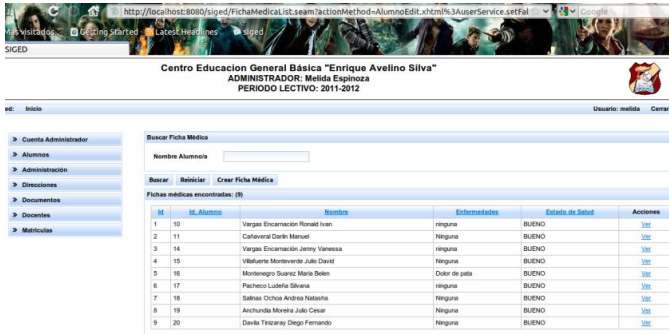 http://localhost:8080/siged/FichaMedicaList.seam?actionMethod=AlumnoEdit.xhtml%3AuserService.setFal
Google
Más visitados Getting Started Latest Headlines siged
SIGED
Centro Educacion General Básica "Enrique Avelino Silva"
ADMINISTRADOR: Melida Espinoza
PERIODO LECTIVO: 2011-2012
ed: Inicio Usuario: melida Cerrar
Cuenta Administrador
Alumnos
Administración
Direcciones
Documentos
Docentes
Matriculas
Buscar Ficha Médica
Nombre Alumno/a
Buscar Reiniciar Crear Ficha Médica
Fichas médicas encontradas: (9)
Id Id. Alumno Nombre Enfermedades Estado de Salud Acciones
1 10 Vargas Encarnación Ronald Ivan ninguna BUENO Ver
2 11 Cañaveral Darlin Manuel Ninguna BUENO Ver
3 14 Vargas Encarnación Jenny Vanessa ninguna BUENO Ver
4 15 Villafuerte Monteverde Julio David Ninguna BUENO Ver
5 16 Montenegro Suarez Maria Belen Dolor de pata BUENO Ver
6 17 Pacheco Ludeña Silvana ninguna BUENO Ver
7 18 Salinas Ochoa Andrea Natasha Ninguna BUENO Ver
8 19 Anchundia Moreira Julio Cesar Ninguna BUENO Ver
9 20 Davila Tinizaray Diego Fernando Ninguna BUENO Ver